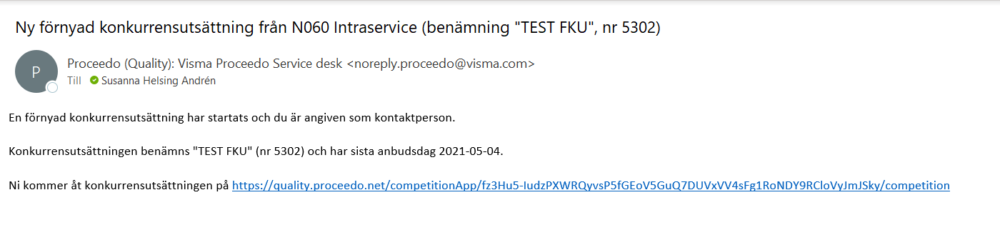 Ny förnyad konkurrensutsättning från N060 Intraservice (benämning "TEST FKU", nr 5302)
P
Proceedo (Quality): Visma Proceedo Service desk <noreply.proceedo@visma.com>
Till Susanna Helsing Andrén
En förnyad konkurrensutsättning har startats och du är angiven som kontaktperson.
Konkurrensutsättningen benämns "TEST FKU" (nr 5302) och har sista anbudsdag 2021-05-04.
Ni kommer åt konkurrensutsättningen på https://quality.proceedo.net/competitionApp/fz3Hu5-IudzPXWRQyvsP5fGEoV5GuQ7DUVxVV4sFg1RoNDY9RCloVyJmJSky/competition